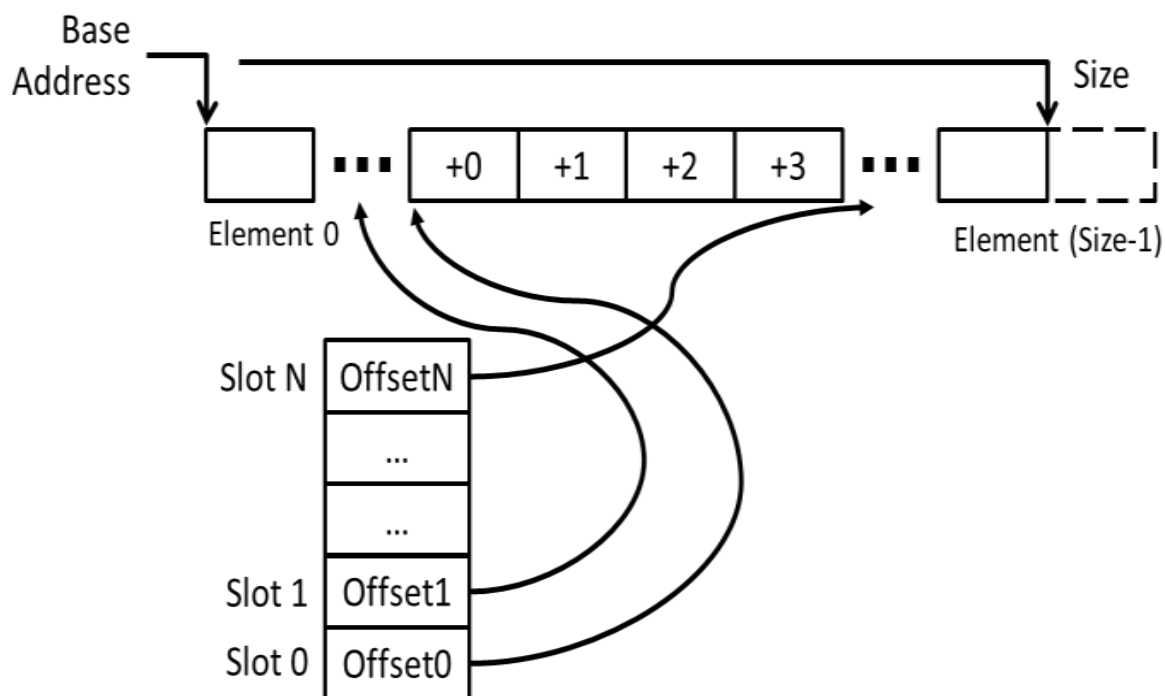 Base
Address
Size
... +0 +1 +2 +3 ...
Element 0
Element (Size-1)
Slot N OffsetN
...
...
Slot 1 Offset1
Slot 0 Offset0